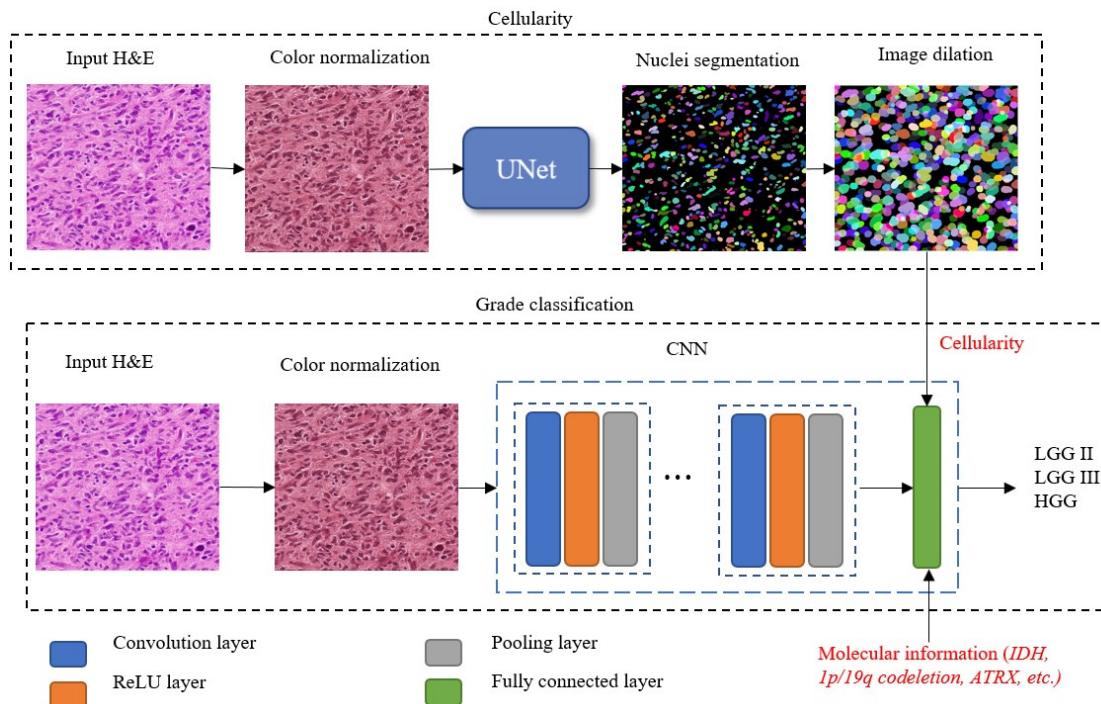 Cellularity
Input H&E
Color normalization
Nuclei segmentation
Image dilation
UNet
Grade classification
Input H&E
Color normalization
CNN
Cellularity
...
LGG II
LGG III
HGG
Convolution layer
Pooling layer
ReLU layer
Fully connected layer
Molecular information (IDH,
1p/19q codeletion, ATRX, etc.)